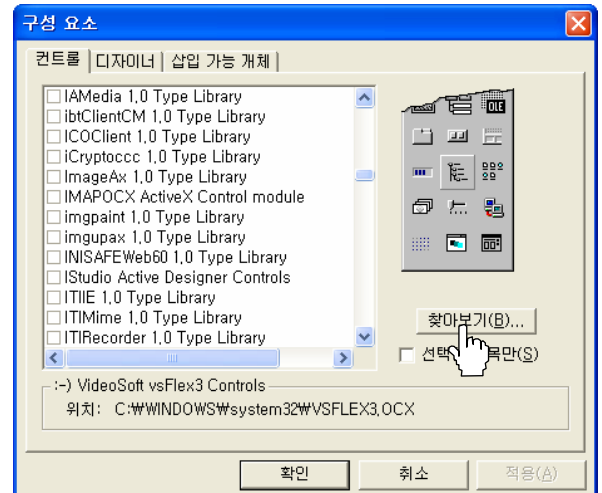 구성 요소
컨트롤 디자이너 삽입 가능 개체
IAMedia 1.0 Type Library
ibtClientCM 1.0 Type Library
ICOClient 1.0 Type Library
iCryptoccc 1.0 Type Library
ImageAx 1.0 Type Library
IMAPOCX ActiveX Control module
imgpaint 1.0 Type Library
imgupax 1.0 Type Library
INISAFEWeb60 1.0 Type Library
IStudio Active Designer Controls
ITIIE 1.0 Type Library
ITIMime 1.0 Type Library
ITIRecorder 1.0 Type Library
OLE
찾아보기(B)...
선택 목만(S)
:-) VideoSoft vsFlex3 Controls
위치: C:₩WINDOWS₩system32₩VSFLEX3.OCX
확인 취소 적용(A)